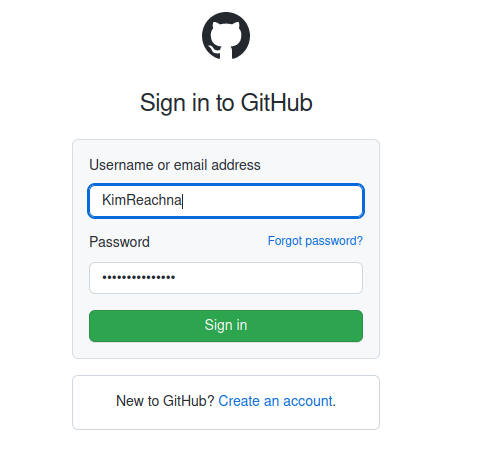 Sign in to GitHub
Username or email address
KimReachna
Password Forgot password?
•••••••••••••••
Sign in
New to GitHub? Create an account.